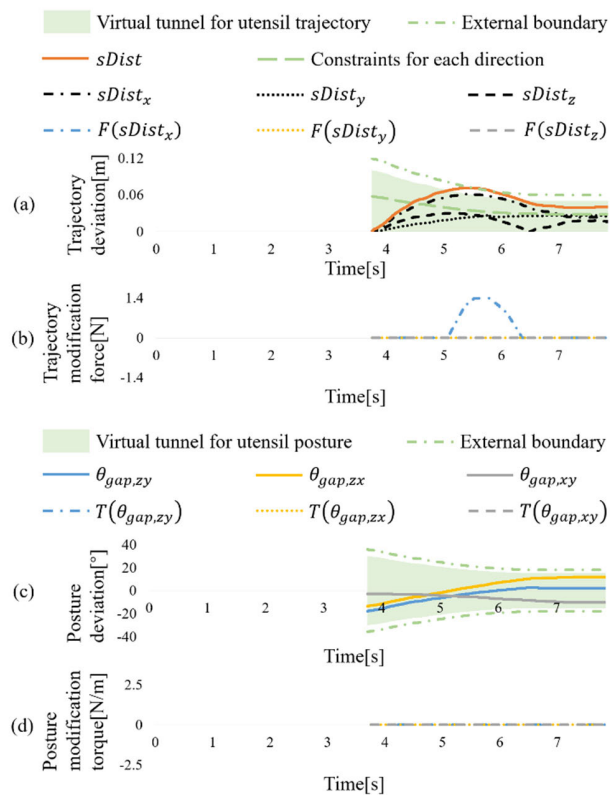 Virtual tunnel for utensil trajectory External boundary
sDist Constraints for each direction
sDist_x sDist_y sDist_z
F(sDist_x) F(sDist_y) F(sDist_z)
(a)
Trajectory
deviation[m]
0.12
0.06
0
0 1 2 3 4 5 6 7
Time[s]
(b)
Trajectory
modification
force[N]
1.4
0
-1.4
0 1 2 3 4 5 6 7
Time[s]
Virtual tunnel for utensil posture External boundary
θ_gap,zy θ_gap,zx θ_gap,xy
T(θ_gap,zy) T(θ_gap,zx) T(θ_gap,xy)
(c)
Posture
deviation[°]
40
20
0
-20
-40
0 1 2 3 4 5 6 7
Time[s]
(d)
Posture
modification
torque[N/m]
2.5
0
-2.5
0 1 2 3 4 5 6 7
Time[s]